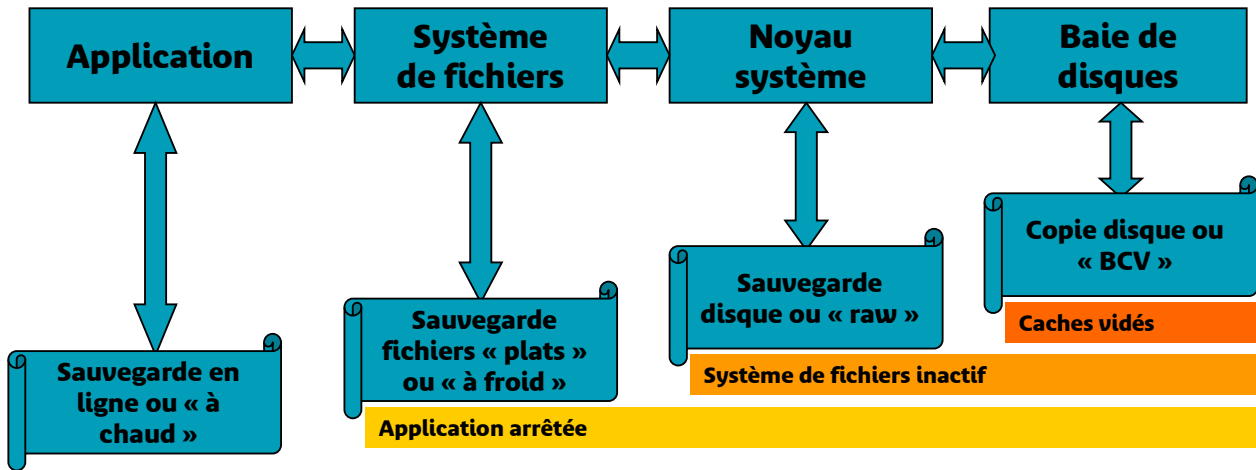 Application
Système
de fichiers
Noyau
système
Baie de
disques
Copie disque ou
« BCV »
Sauvegarde
disque ou « raw »
Caches vidés
Sauvegarde
fichiers « plats »
ou « à froid »
Système de fichiers inactif
Sauvegarde en
ligne ou « à
chaud »
Application arrêtée